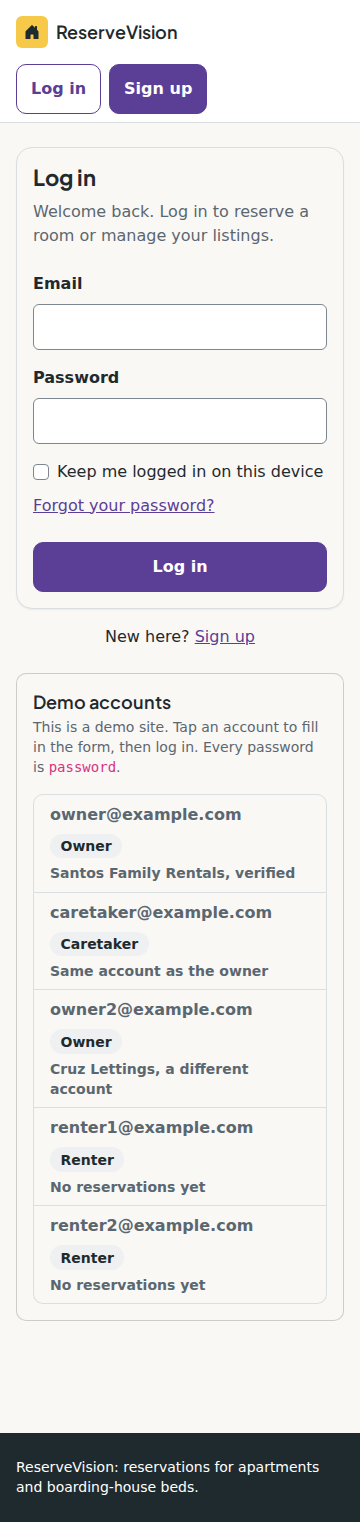 ReserveVision
Log in
Sign up
Log in
Welcome back. Log in to reserve a
room or manage your listings.
Email
Password
Keep me logged in on this device
Forgot your password?
Log in
New here? Sign up
Demo accounts
This is a demo site. Tap an account to fill
in the form, then log in. Every password
is password.
owner@example.com
Owner
Santos Family Rentals, verified
caretaker@example.com
Caretaker
Same account as the owner
owner2@example.com
Owner
Cruz Lettings, a different
account
renter1@example.com
Renter
No reservations yet
renter2@example.com
Renter
No reservations yet
ReserveVision: reservations for apartments
and boarding-house beds.